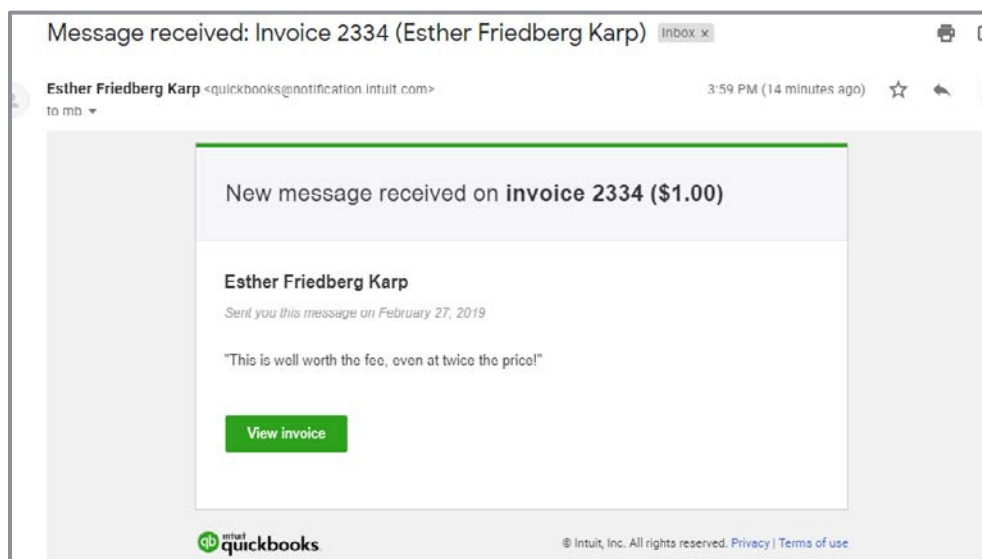 Message received: Invoice 2334 (Esther Friedberg Karp) Inbox x
Esther Friedberg Karp <quickbooks@notification.intuit.com> 3:59 PM (14 minutes ago)
to mb
New message received on invoice 2334 ($1.00)
Esther Friedberg Karp
Sent you this message on February 27, 2019
"This is well worth the fee, even at twice the price!"
View invoice
qb intuit quickbooks. © Intuit, Inc. All rights reserved. Privacy | Terms of use